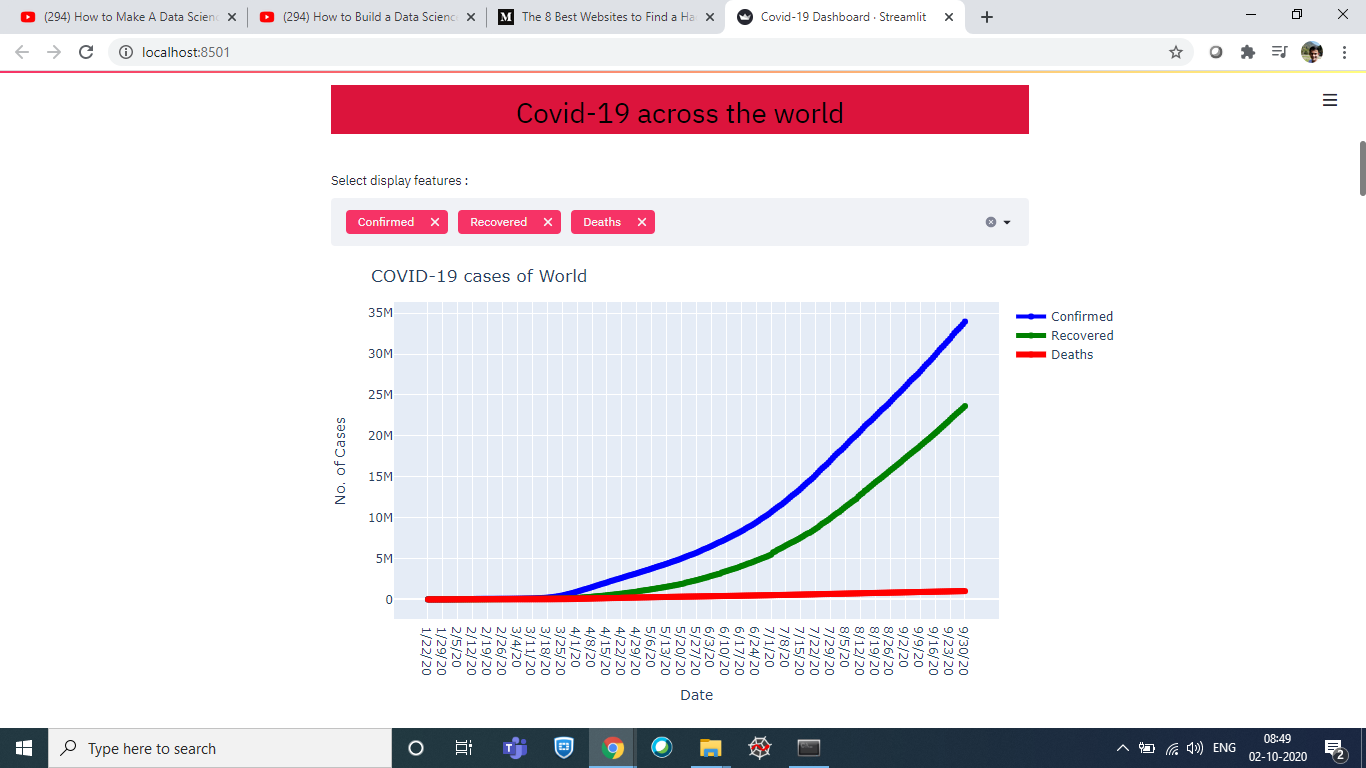 (294) How to Make A Data Scien
(294) How to Build a Data Scienc
M The 8 Best Websites to Find a Ha
Covid-19 Dashboard · Streamlit
localhost:8501
Covid-19 across the world
Select display features :
Confirmed
Recovered
Deaths
COVID-19 cases of World
35M
30M
25M
20M
15M
10M
5M
0
No. of Cases
Confirmed
Recovered
Deaths
1/22/20
1/29/20
2/5/20
2/12/20
2/19/20
2/26/20
3/4/20
3/11/20
3/18/20
3/25/20
4/1/20
4/8/20
4/15/20
4/22/20
4/29/20
5/6/20
5/13/20
5/20/20
5/27/20
6/3/20
6/10/20
6/17/20
6/24/20
7/1/20
7/8/20
7/15/20
7/22/20
7/29/20
8/5/20
8/12/20
8/19/20
8/26/20
9/2/20
9/9/20
9/16/20
9/23/20
9/30/20
Date
Type here to search
ENG
08:49
02-10-2020
2